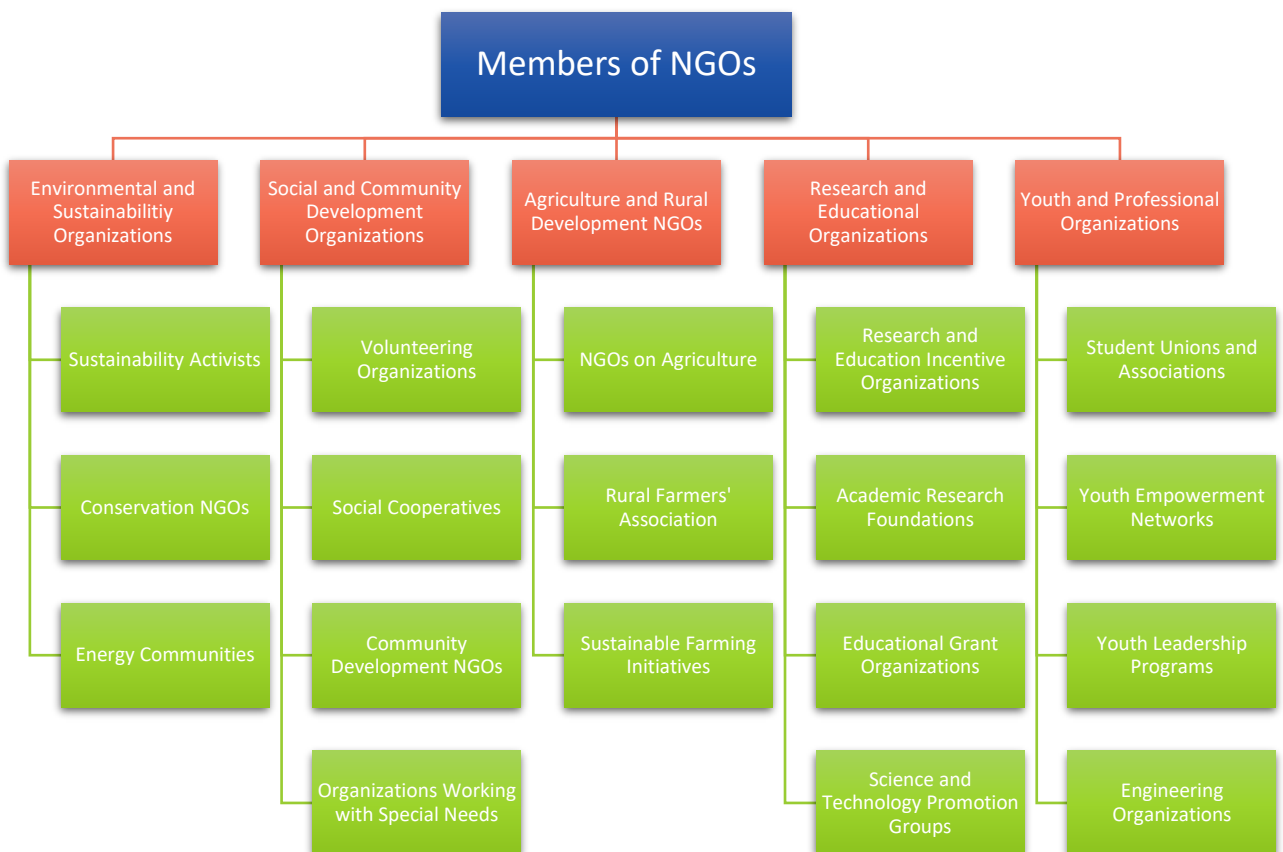 Members of NGOs
Environmental and
Sustainabilitiy
Organizations
Social and Community
Development
Organizations
Agriculture and Rural
Development NGOs
Research and
Educational
Organizations
Youth and Professional
Organizations
Sustainability Activists
Conservation NGOs
Energy Communities
Volunteering
Organizations
Social Cooperatives
Community
Development NGOs
Organizations Working
with Special Needs
NGOs on Agriculture
Rural Farmers'
Association
Sustainable Farming
Initiatives
Research and
Education Incentive
Organizations
Academic Research
Foundations
Educational Grant
Organizations
Science and
Technology Promotion
Groups
Student Unions and
Associations
Youth Empowerment
Networks
Youth Leadership
Programs
Engineering
Organizations